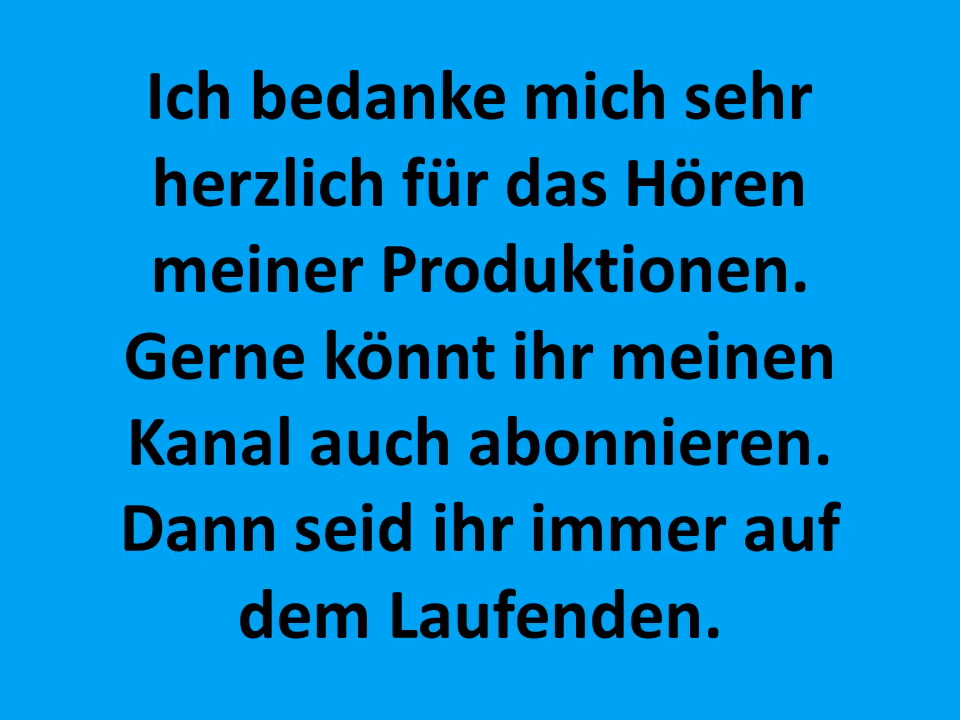 Ich bedanke mich sehr
herzlich für das Hören
meiner Produktionen.
Gerne könnt ihr meinen
Kanal auch abonnieren.
Dann seid ihr immer auf
dem Laufenden.